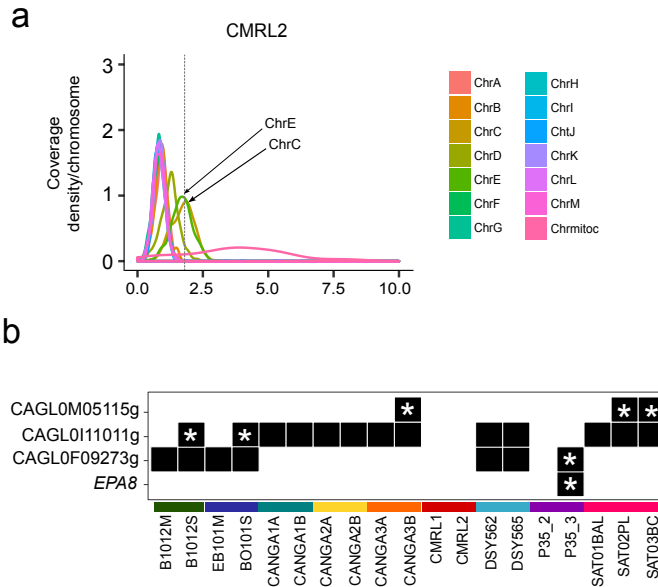 a
CMRL2
Coverage
density/chromosome
3
2
1
0
0.0 2.5 5.0 7.5 10.0
ChrE
ChrC
ChrA
ChrB
ChrC
ChrD
ChrE
ChrF
ChrG
ChrH
ChrI
ChtJ
ChrK
ChrL
ChrM
Chrmitoc
b
CAGL0M05115g * * *
CAGL0I11011g * *
CAGL0F09273g *
EPA8 *
B1012M
B1012S
EB101M
BO101S
CANGA1A
CANGA1B
CANGA2A
CANGA2B
CANGA3A
CANGA3B
CMRL1
CMRL2
DSY562
DSY565
P35_2
P35_3
SAT01BAL
SAT02PL
SAT03BC